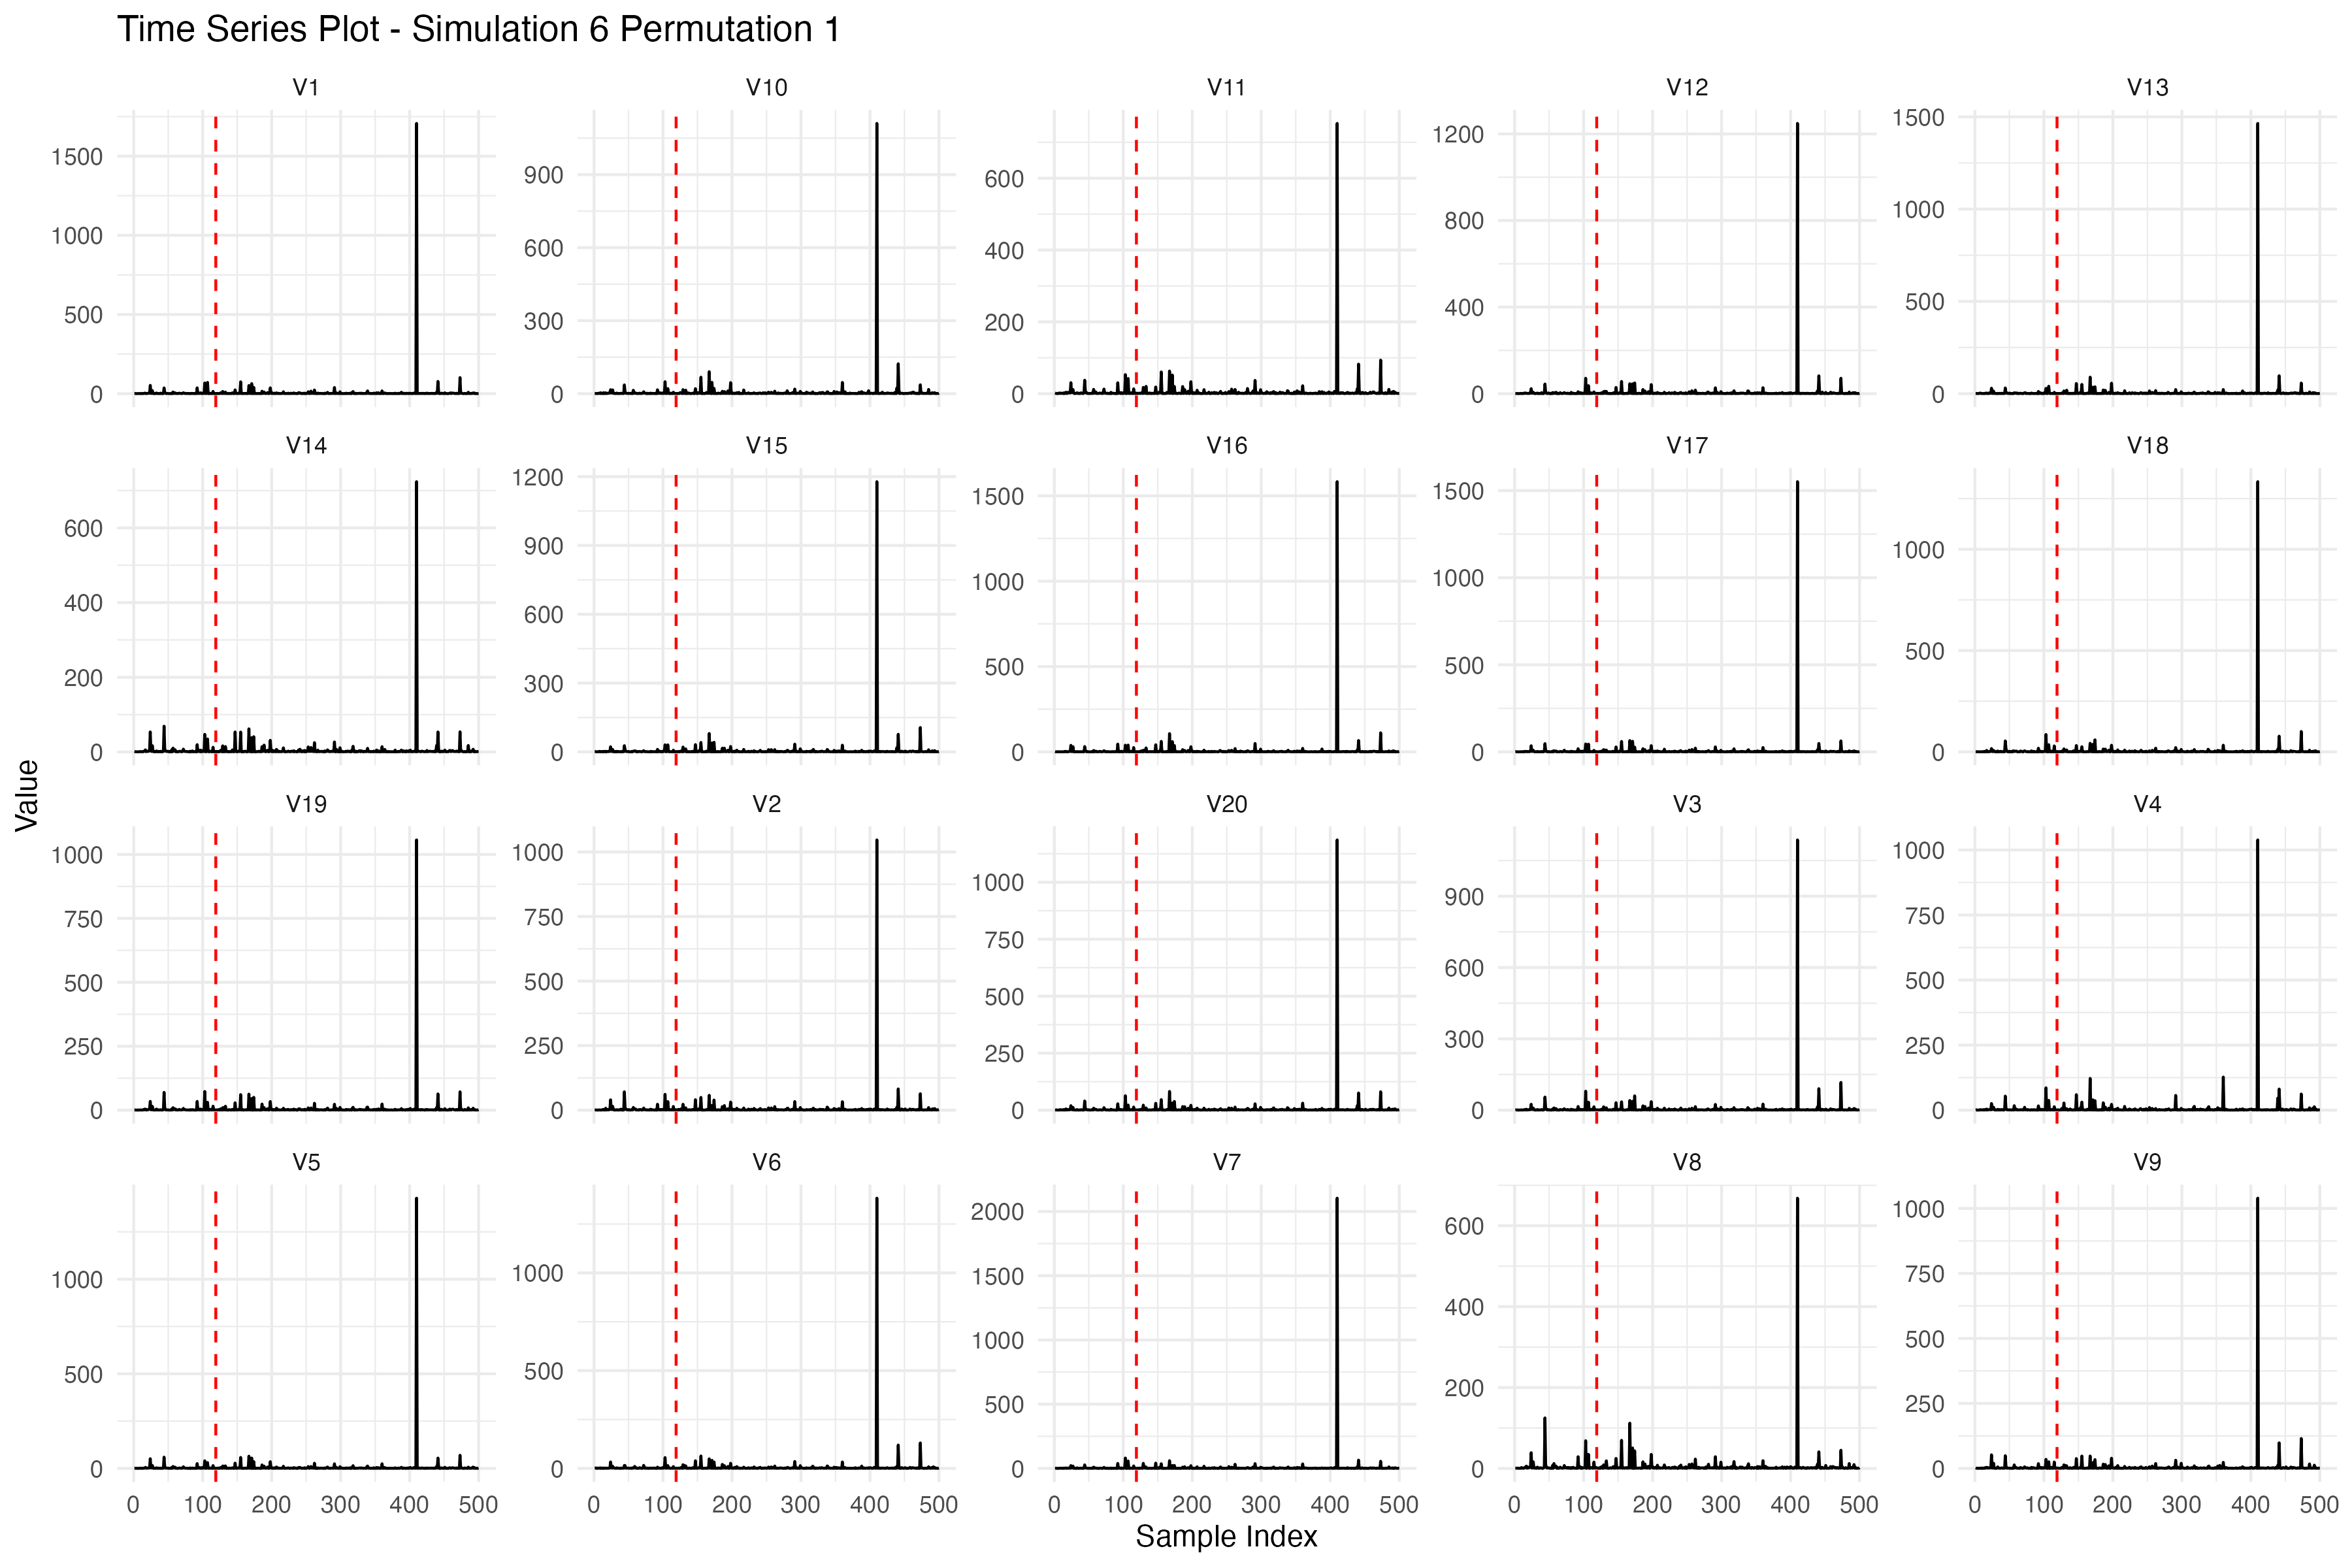 Time Series Plot - Simulation 6 Permutation 1
V1 V10 V11 V12 V13
1500 900 600 1200 1500
1000 600 400 800 1000
500 300 200 400 500
0 0 0 0 0
V14 V15 V16 V17 V18
600 1200 1500 1500 1000
400 900 1000 1000 500
200 600 500 500 0
0 300 0 0
0
Value
V19 V2 V20 V3 V4
1000 1000 1000 900 1000
750 750 750 600 750
500 500 500 300 500
250 250 250 0 250
0 0 0 0
V5 V6 V7 V8 V9
1000 1000 2000 600 1000
500 500 1500 400 750
0 0 1000 200 500
500 0 250
0 0
0 100 200 300 400 500 0 100 200 300 400 500 0 100 200 300 400 500 0 100 200 300 400 500 0 100 200 300 400 500
Sample Index